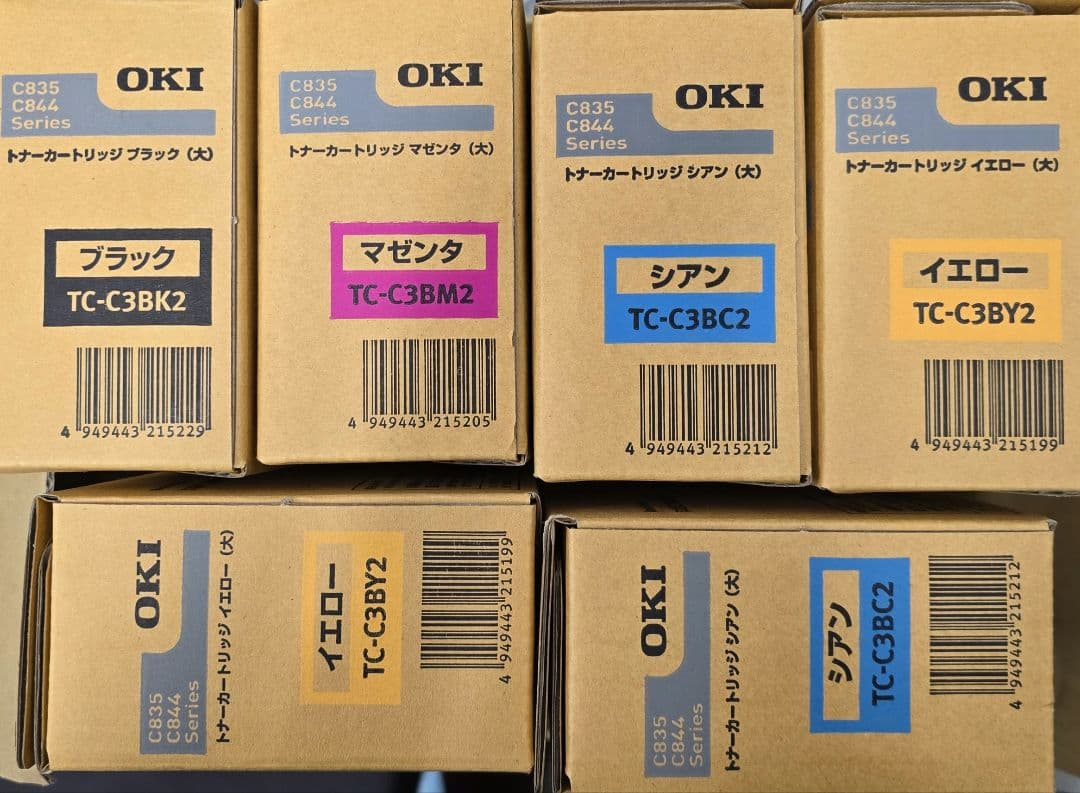 C835
C844
Series
OKI
トナーカートリッジ ブラック（大）
ブラック
TC-C3BK2
4 949443 215229
C835
C844
Series
OKI
トナーカートリッジ マゼンタ（大）
マゼンタ
TC-C3BM2
4 949443 215205
C835
C844
Series
OKI
トナーカートリッジ シアン（大）
シアン
TC-C3BC2
4 949443 215212
C835
C844
Series
OKI
トナーカートリッジ イエロー（大）
イエロー
TC-C3BY2
4 949443 215199
C835
C844
Series
OKI
トナーカートリッジ イエロー（大）
イエロー
TC-C3BY2
4 949443 215199
C835
C844
Series
OKI
トナーカートリッジ シアン（大）
シアン
TC-C3BC2
4 949443 215212